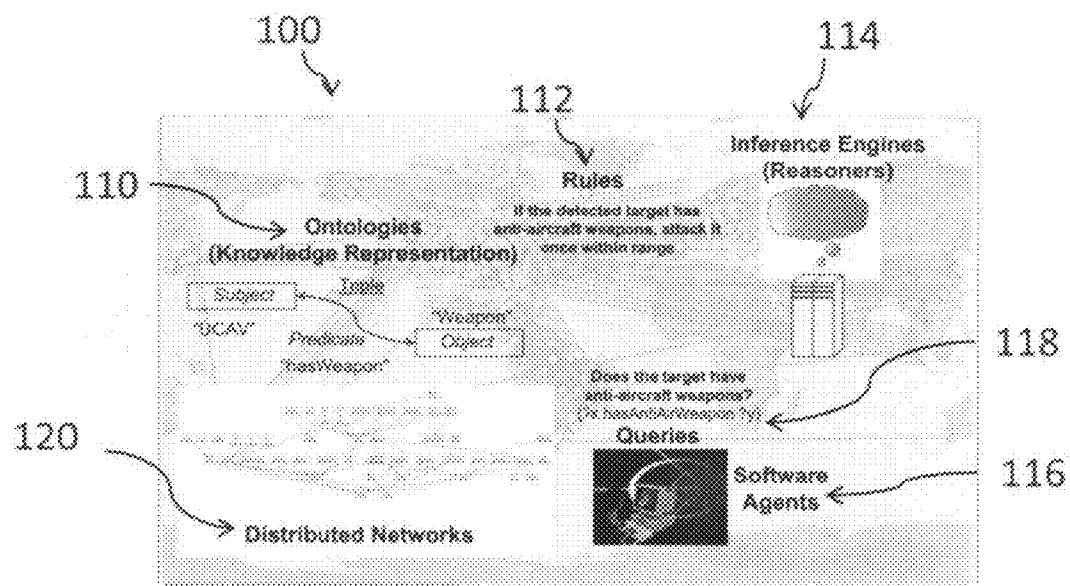 100
114
112
Inference Engines
(Reasoners)
110
Rules
If the detected target has
anti-aircraft weapons, attack it
once within range
Ontologies
(Knowledge Representation)
Triple
Subject
"UCAV"
"Weapon"
Predicate
Object
"hasWeapon"
118
Does the target have
anti-aircraft weapons?
(?x hasAntiAirWeapon ?y)
Queries
120
Software
Agents
116
Distributed Networks